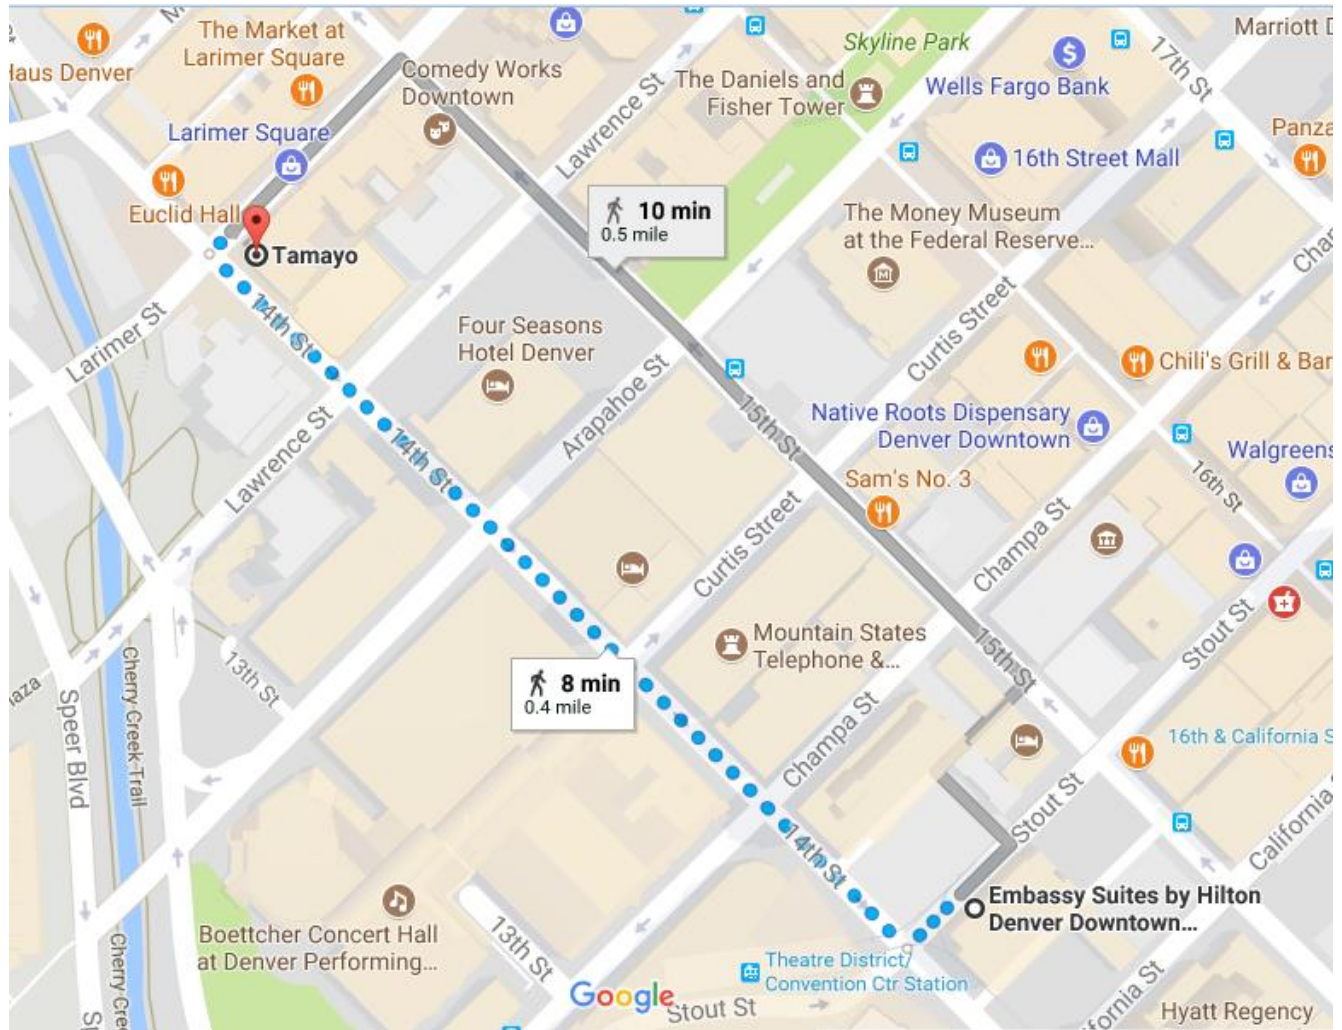 The Market at
Larimer Square
Haus Denver
Comedy Works
Downtown
Larimer Square
Euclid Hall
Tamayo
Lawrence St
The Daniels and
Fisher Tower
Skyline Park
Wells Fargo Bank
17th St
Marriott D
16th Street Mall
Panza
10 min
0.5 mile
The Money Museum
at the Federal Reserve...
Larimer St
14th St
Four Seasons
Hotel Denver
Arapahoe St
Curtis Street
Chili's Grill & Bar
Native Roots Dispensary
Denver Downtown
15th St
Lawrence St
14th St
Sam's No. 3
Walgreens
16th St
Champa St
Curtis Street
Mountain States
Telephone &...
15th St
Stout St
8 min
0.4 mile
13th St
Champa St
Speer Blvd
Cherry Creek Trail
16th & California S
Stout St
California
14th St
Embassy Suites by Hilton
Denver Downtown...
Boettcher Concert Hall
at Denver Performing...
13th St
Theatre District/
Convention Ctr Station
Google
Stout St
Hyatt Regency